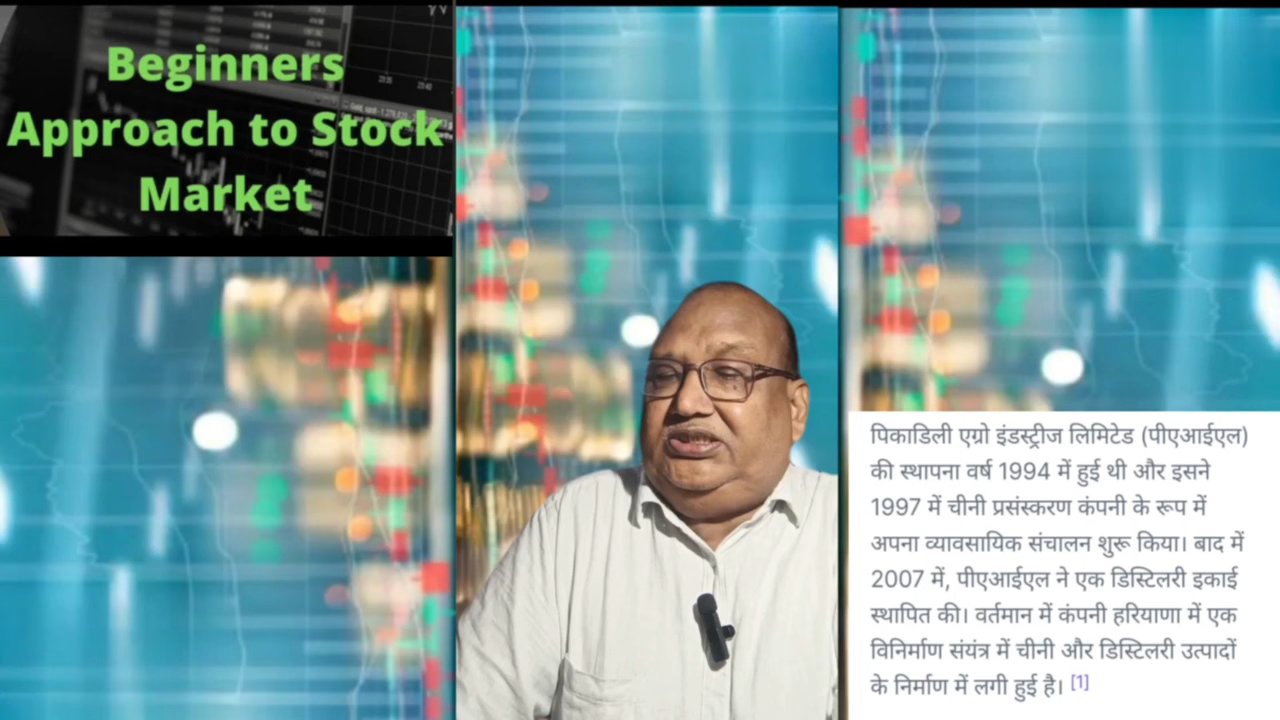 Beginners
Approach to Stock
Market
पिकाडिली एग्रो इंडस्ट्रीज लिमिटेड (पीएआईएल)
की स्थापना वर्ष 1994 में हुई थी और इसने
1997 में चीनी प्रसंस्करण कंपनी के रूप में
अपना व्यावसायिक संचालन शुरू किया। बाद में
2007 में, पीएआईएल ने एक डिस्टिलरी इकाई
स्थापित की। वर्तमान में कंपनी हरियाणा में एक
विनिर्माण संयंत्र में चीनी और डिस्टिलरी उत्पादों
के निर्माण में लगी हुई है। [1]